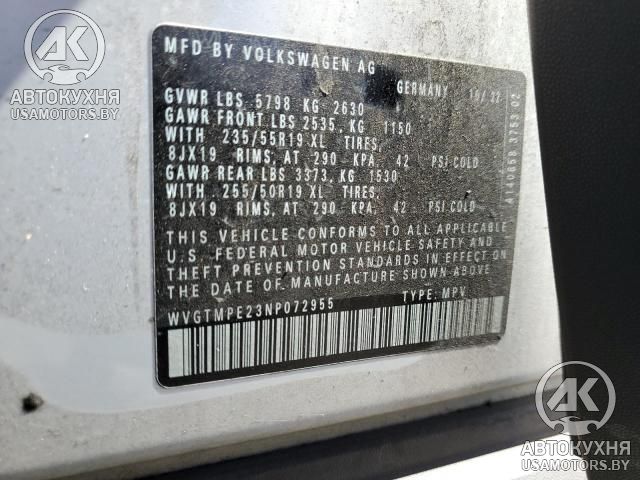 АК
АВТОКУХНЯ
USAMOTORS.BY
MFD BY VOLKSWAGEN AG
GERMANY 10/22
GVWR LBS 5798 KG 2630
GAWR FRONT LBS 2535, KG 1150
WITH 235/55R19 XL TIRES,
8JX19 RIMS, AT 290 KPA, 42 PSI COLD
GAWR REAR LBS 3373, KG 1530
WITH 255/50R19 XL TIRES,
8JX19 RIMS, AT 290 KPA, 42 PSI COLD
THIS VEHICLE CONFORMS TO ALL APPLICABLE
U.S. FEDERAL MOTOR VEHICLE SAFETY AND
THEFT PREVENTION STANDARDS IN EFFECT ON
THE DATE OF MANUFACTURE SHOWN ABOVE
WVGTMPE23NP072955 TYPE: MPV
АК
АВТОКУХНЯ
USAMOTORS.BY